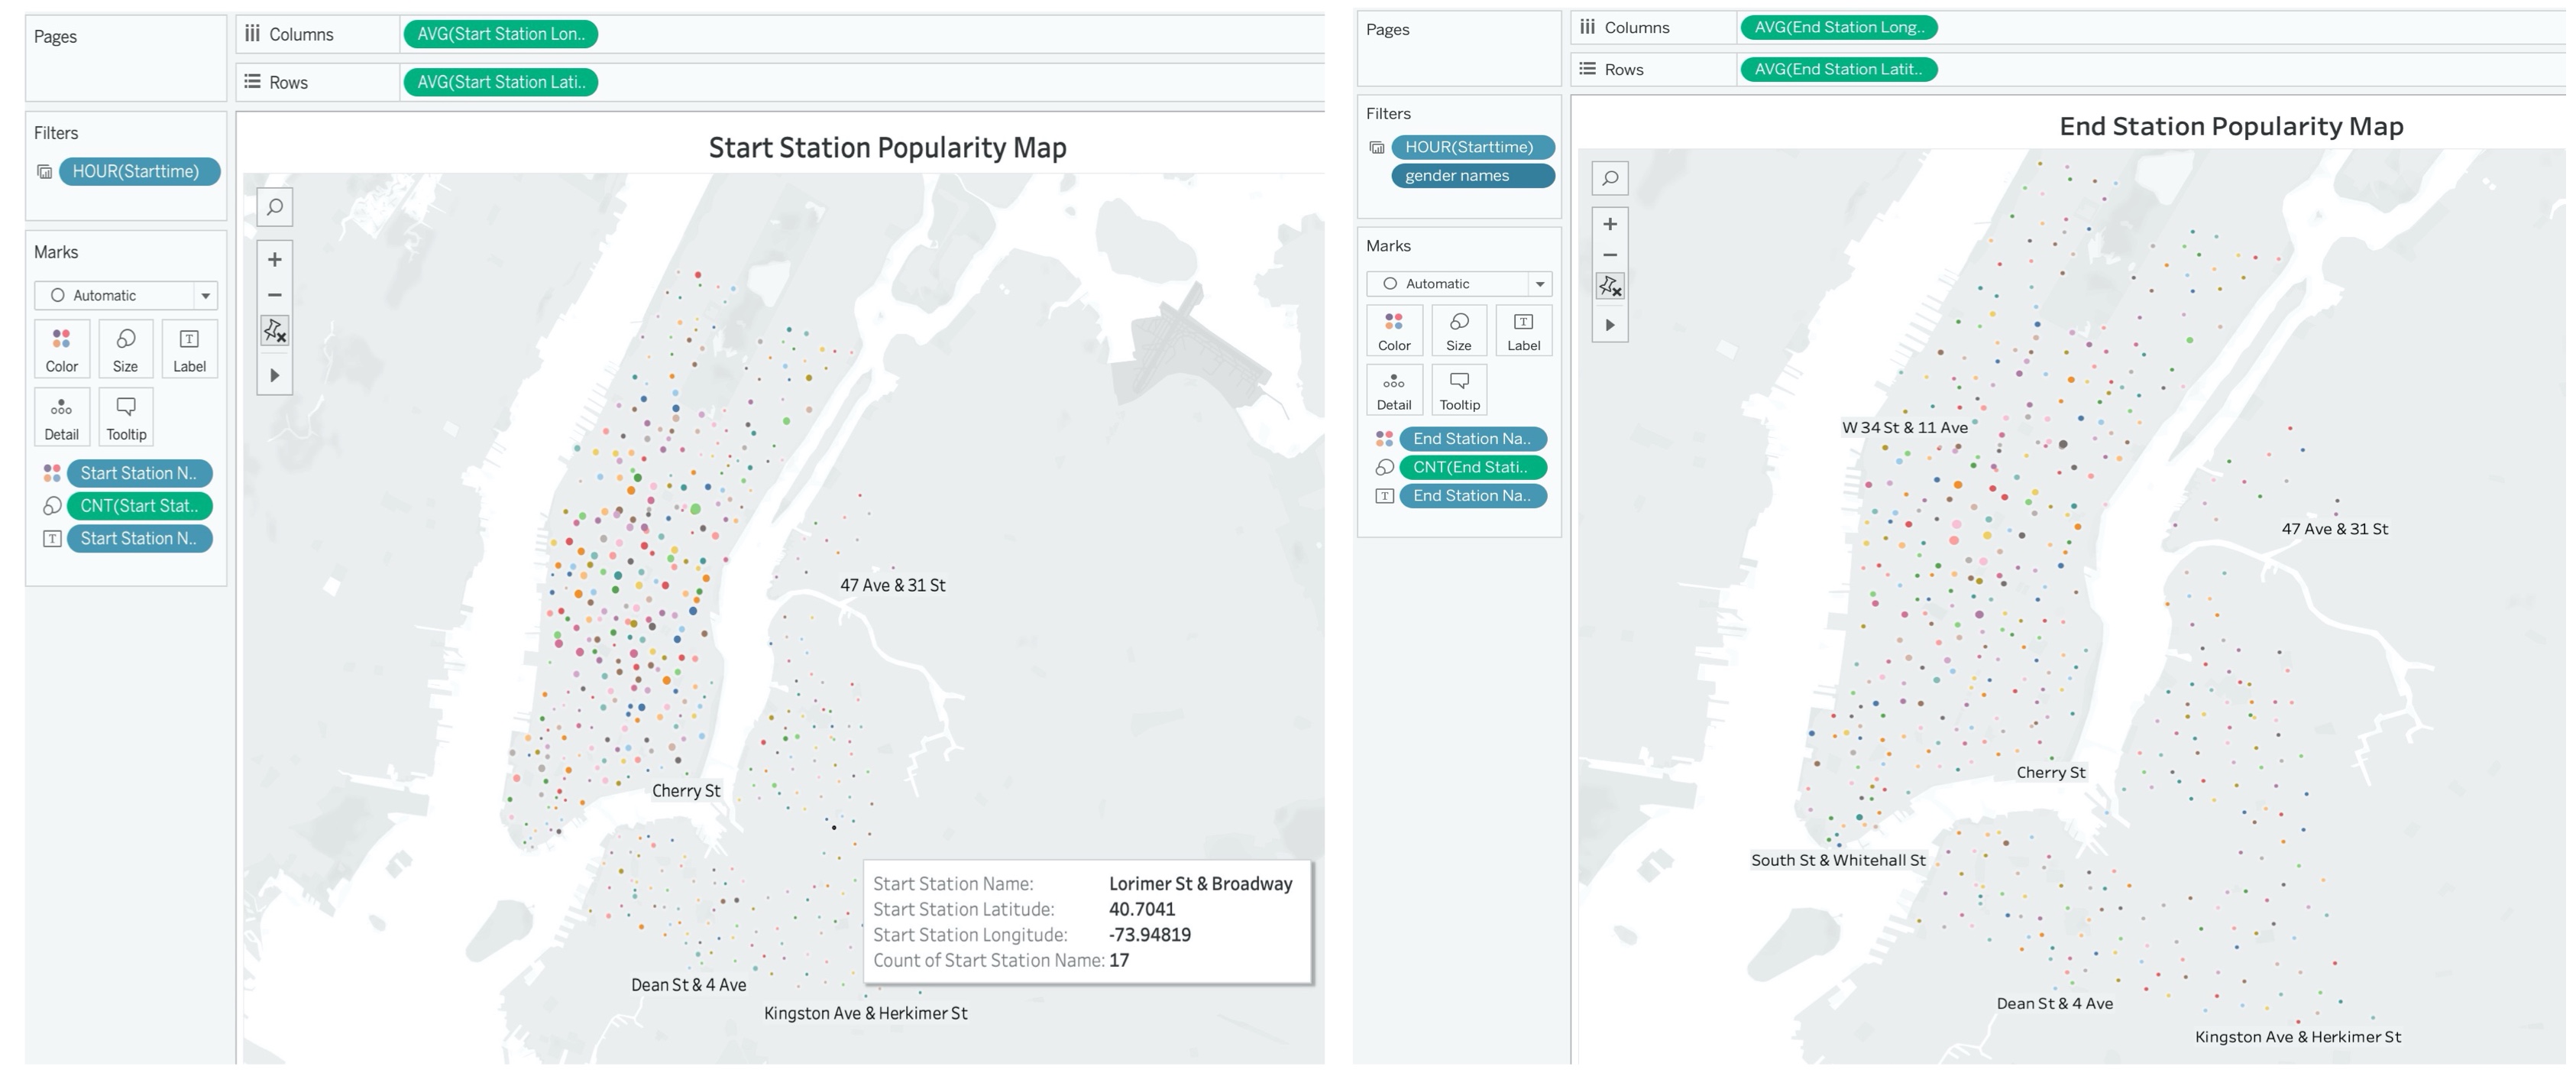 Pages
Columns
AVG(Start Station Lon..
Rows
AVG(Start Station Lati..
Filters
HOUR(Starttime)
Marks
Automatic
Color
Size
Label
Detail
Tooltip
Start Station N..
CNT(Start Stat..
Start Station N..
Start Station Popularity Map
47 Ave & 31 St
Cherry St
Start Station Name: Lorimer St & Broadway
Start Station Latitude: 40.7041
Start Station Longitude: -73.94819
Count of Start Station Name: 17
Dean St & 4 Ave
Kingston Ave & Herkimer St
Pages
Columns
AVG(End Station Long..
Rows
AVG(End Station Latit..
Filters
HOUR(Starttime)
gender names
Marks
Automatic
Color
Size
Label
Detail
Tooltip
End Station Na..
CNT(End Stati..
End Station Na..
End Station Popularity Map
W 34 St & 11 Ave
47 Ave & 31 St
Cherry St
South St & Whitehall St
Dean St & 4 Ave
Kingston Ave & Herkimer St